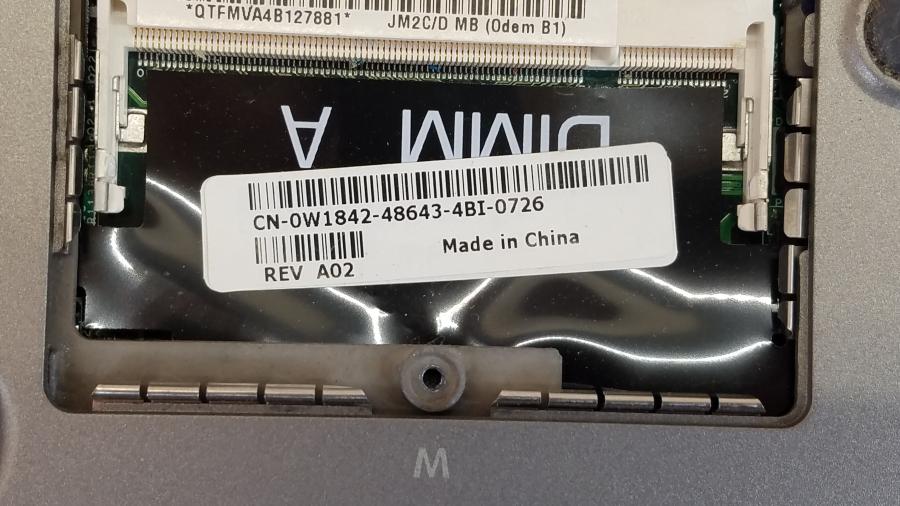 *QTFMVA4B127881* JM2C/D MB (Odem B1)
DIMM A
CN-0W1842-48643-4BI-0726
Made in China
REV A02
M